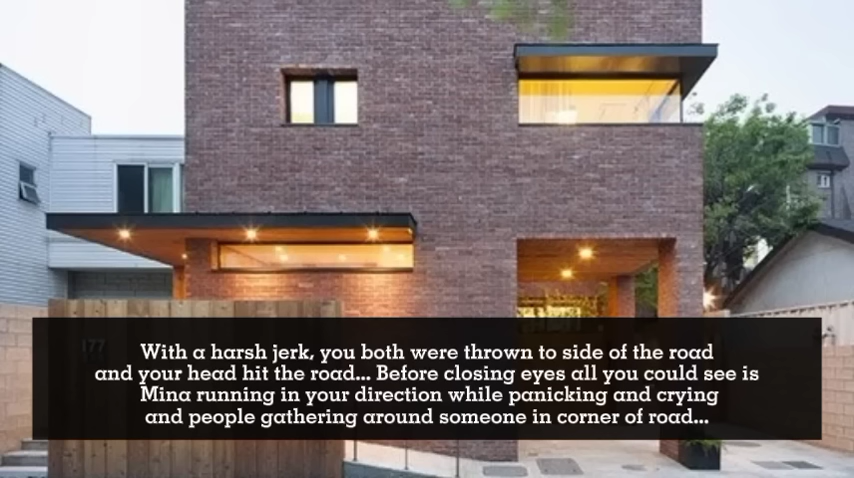 177
With a harsh jerk, you both were thrown to side of the road
and your head hit the road... Before closing eyes all you could see is
Mina running in your direction while panicking and crying
and people gathering around someone in corner of road...